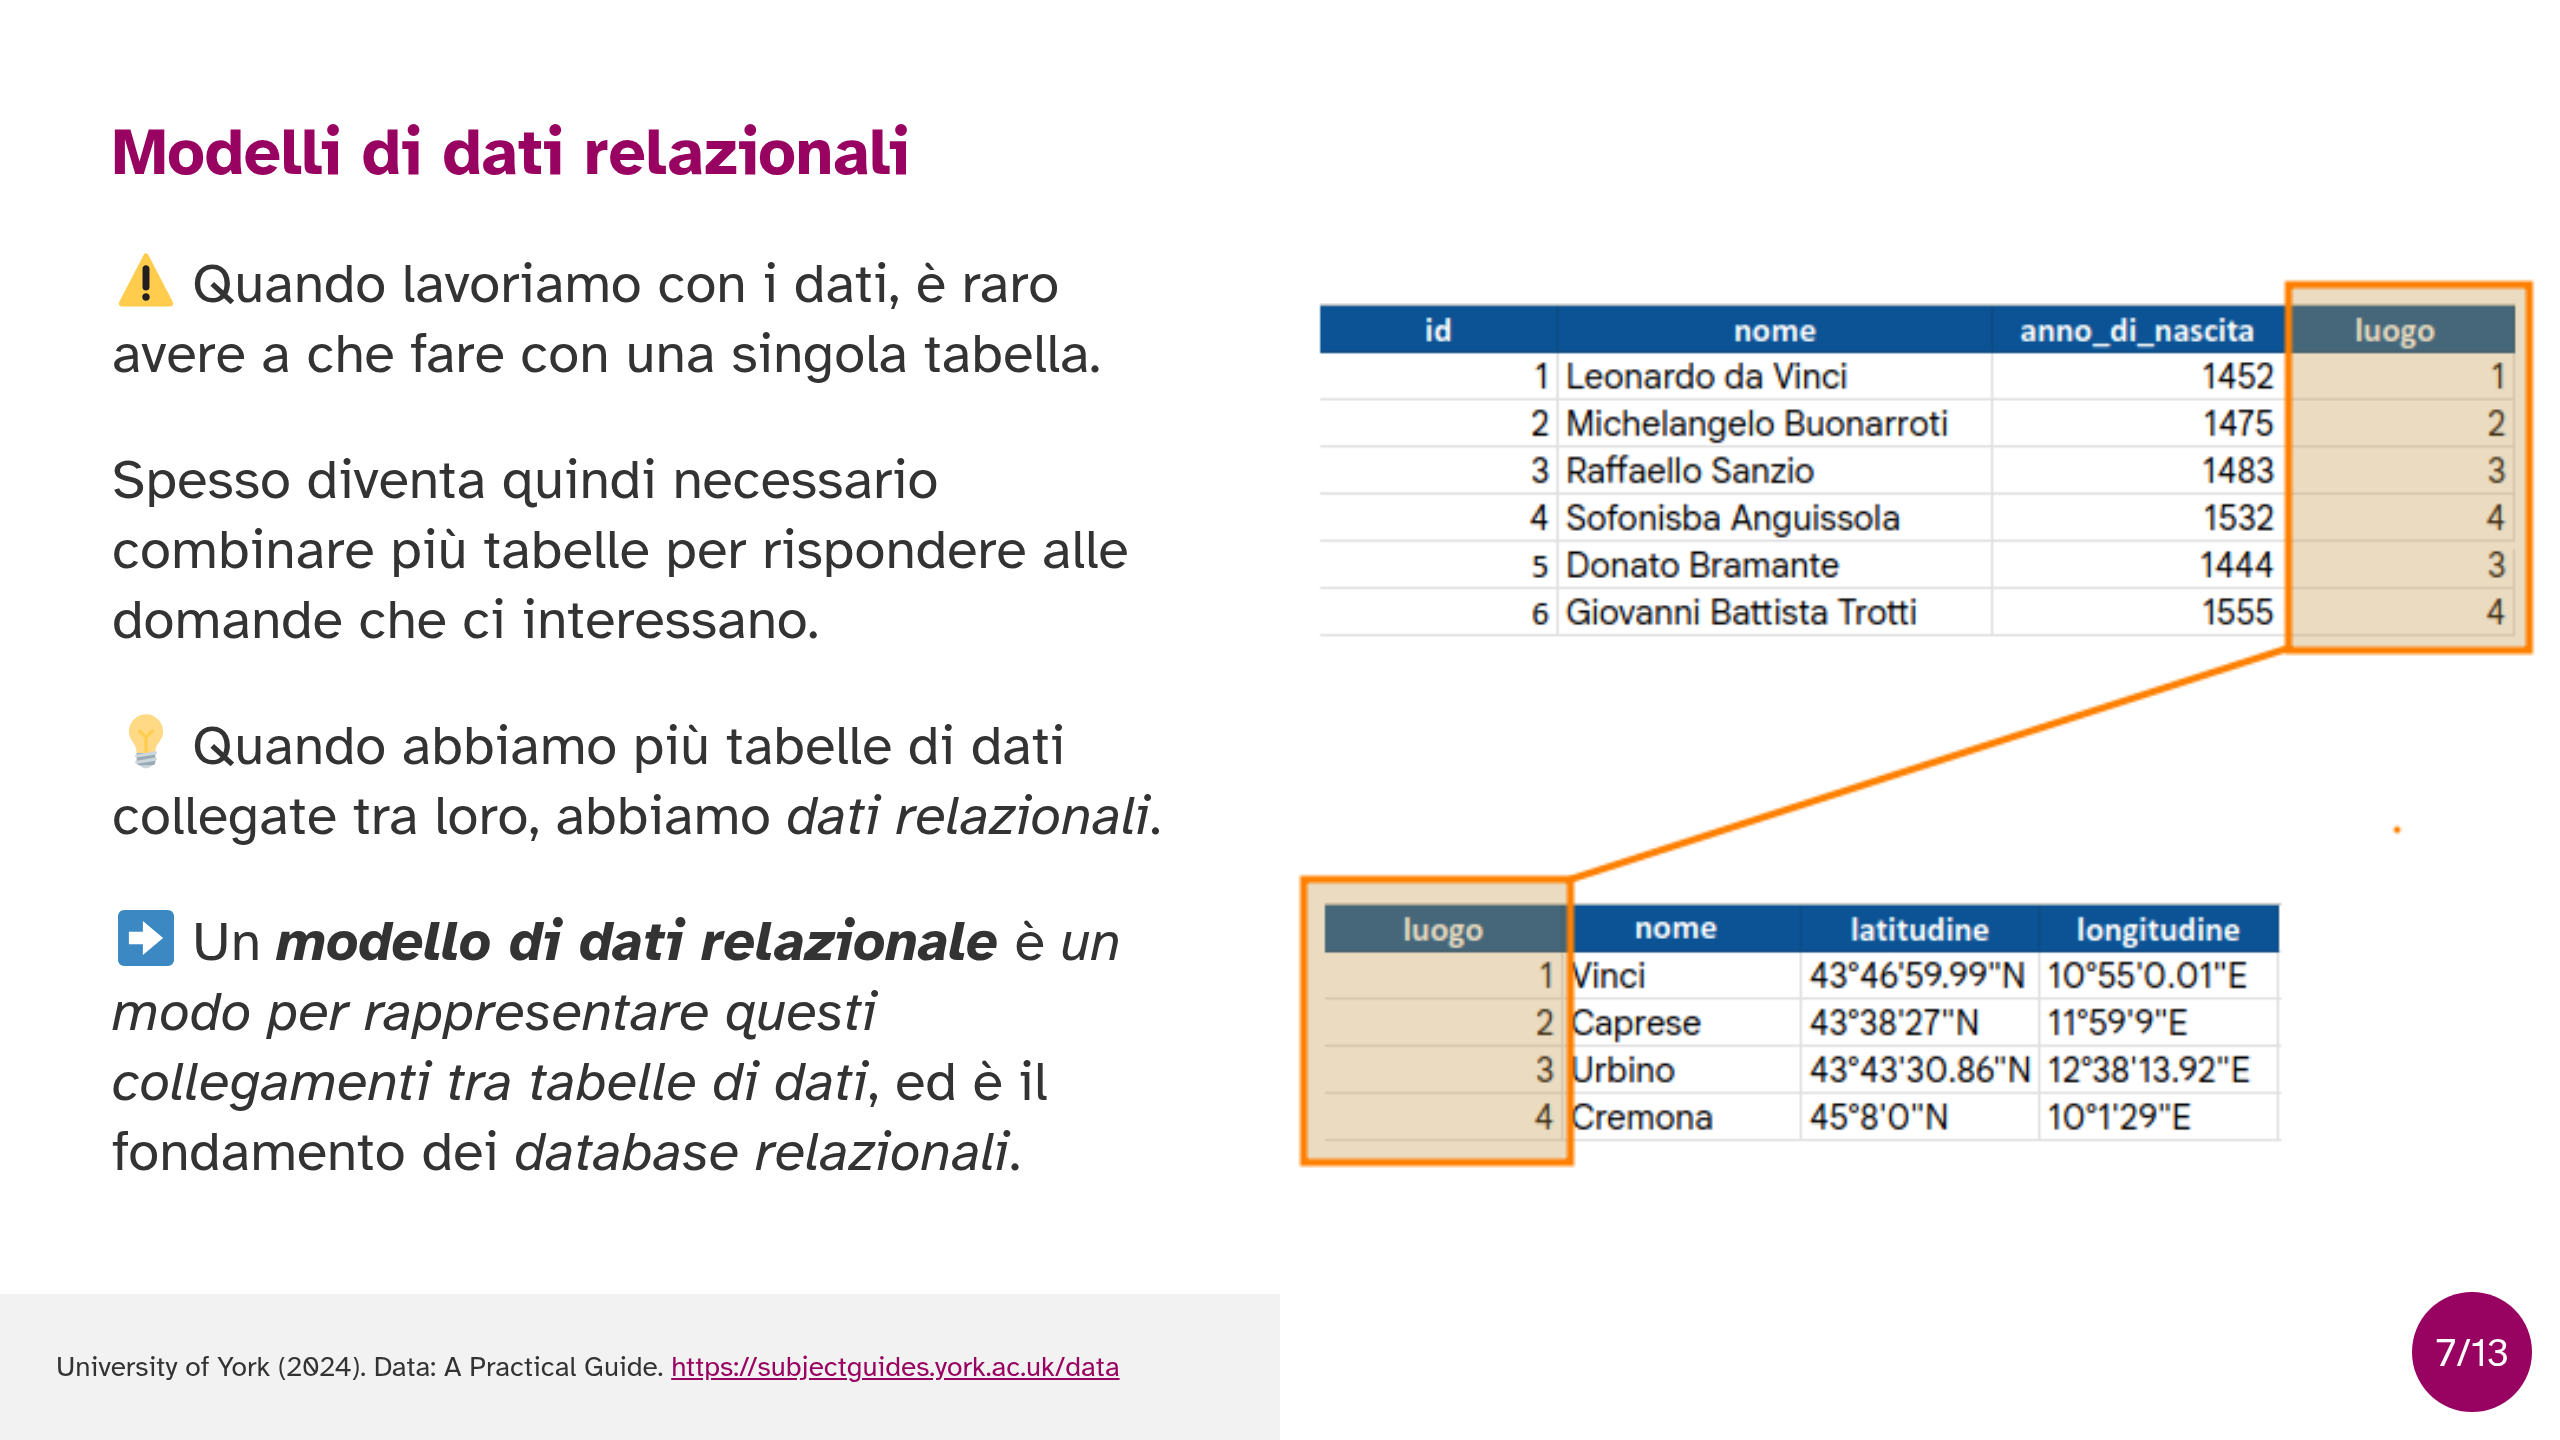 Modelli di dati relazionali
⚠️ Quando lavoriamo con i dati, è raro
avere a che fare con una singola tabella.
Spesso diventa quindi necessario
combinare più tabelle per rispondere alle
domande che ci interessano.
💡 Quando abbiamo più tabelle di dati
collegate tra loro, abbiamo dati relazionali.
➡️ Un modello di dati relazionale è un
modo per rappresentare questi
collegamenti tra tabelle di dati, ed è il
fondamento dei database relazionali.
id nome anno_di_nascita luogo
1 Leonardo da Vinci 1452 1
2 Michelangelo Buonarroti 1475 2
3 Raffaello Sanzio 1483 3
4 Sofonisba Anguissola 1532 4
5 Donato Bramante 1444 3
6 Giovanni Battista Trotti 1555 4
luogo nome latitudine longitudine
1 Vinci 43°46'59.99"N 10°55'0.01"E
2 Caprese 43°38'27"N 11°59'9"E
3 Urbino 43°43'30.86"N 12°38'13.92"E
4 Cremona 45°8'0"N 10°1'29"E
University of York (2024). Data: A Practical Guide. https://subjectguides.york.ac.uk/data
7/13